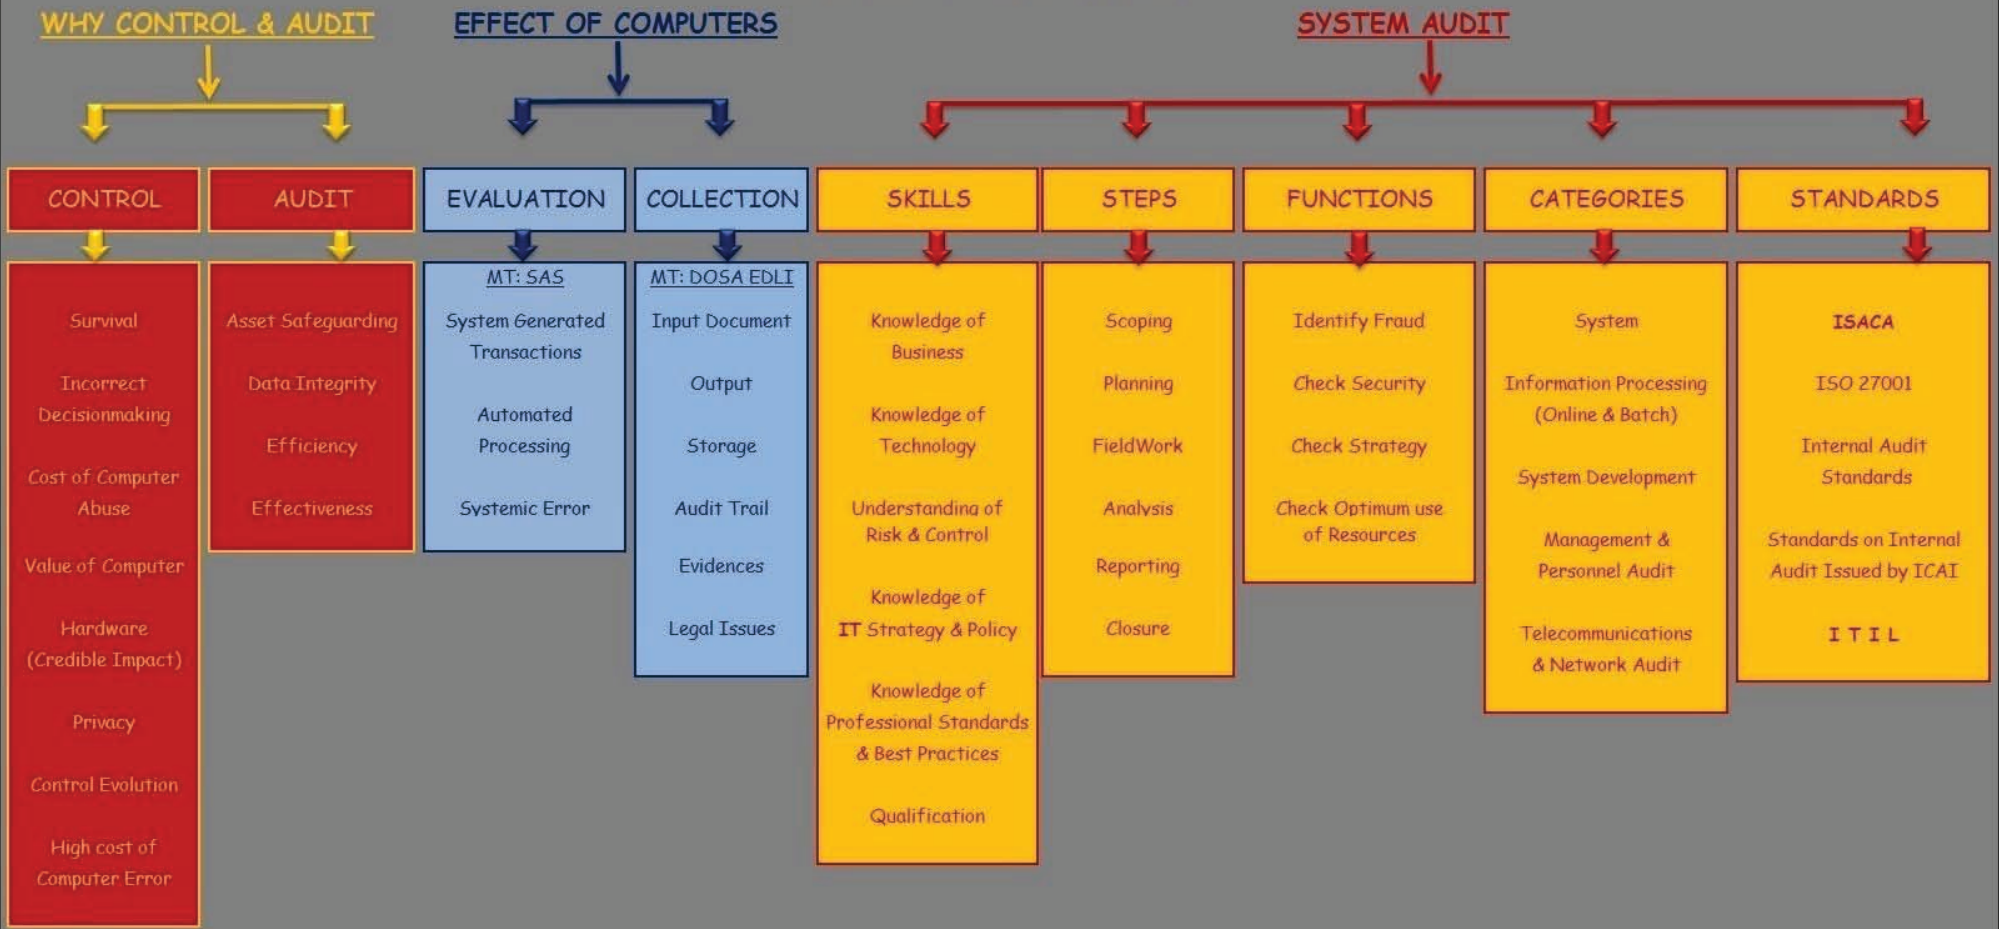 WHY CONTROL & AUDIT
EFFECT OF COMPUTERS
SYSTEM AUDIT
CONTROL
Survival
Incorrect
Decisionmaking
Cost of Computer
Abuse
Value of Computer
Hardware
(Credible Impact)
Privacy
Control Evolution
High cost of
Computer Error
AUDIT
Asset Safeguarding
Data Integrity
Efficiency
Effectiveness
EVALUATION
MT: SAS
System Generated
Transactions
Automated
Processing
Systemic Error
COLLECTION
MT: DOSA EDLI
Input Document
Output
Storage
Audit Trail
Evidences
Legal Issues
SKILLS
Knowledge of
Business
Knowledge of
Technology
Understanding of
Risk & Control
Knowledge of
IT Strategy & Policy
Knowledge of
Professional Standards
& Best Practices
Qualification
STEPS
Scoping
Planning
FieldWork
Analysis
Reporting
Closure
FUNCTIONS
Identify Fraud
Check Security
Check Strategy
Check Optimum use
of Resources
CATEGORIES
System
Information Processing
(Online & Batch)
System Development
Management &
Personnel Audit
Telecommunications
& Network Audit
STANDARDS
ISACA
ISO 27001
Internal Audit
Standards
Standards on Internal
Audit Issued by ICAI
I T I L